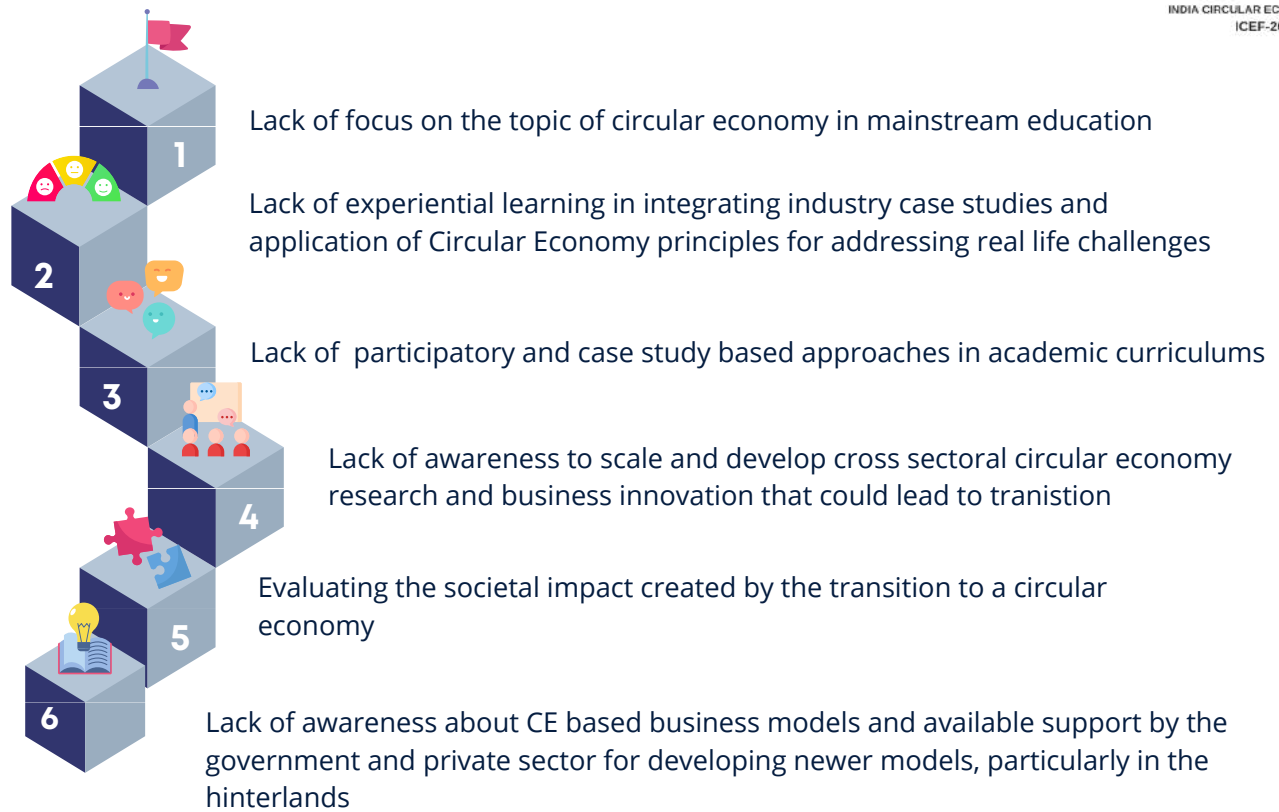 INDIA CIRCULAR EC
ICEF-20
1
Lack of focus on the topic of circular economy in mainstream education
2
Lack of experiential learning in integrating industry case studies and
application of Circular Economy principles for addressing real life challenges
3
Lack of  participatory and case study based approaches in academic curriculums
4
Lack of awareness to scale and develop cross sectoral circular economy
research and business innovation that could lead to tranistion
5
Evaluating the societal impact created by the transition to a circular
economy
6
Lack of awareness about CE based business models and available support by the
government and private sector for developing newer models, particularly in the
hinterlands